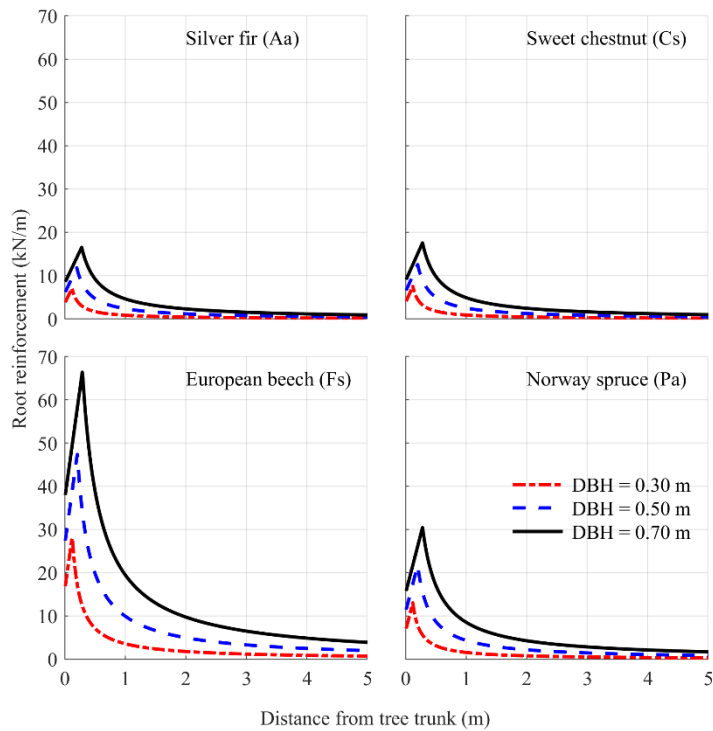 70
60
50
40
30
20
10
0
Silver fir (Aa)
Sweet chestnut (Cs)
Root reinforcement (kN/m)
70
60
50
40
30
20
10
0
European beech (Fs)
Norway spruce (Pa)
DBH = 0.30 m
DBH = 0.50 m
DBH = 0.70 m
0 1 2 3 4 5
0 1 2 3 4 5
Distance from tree trunk (m)